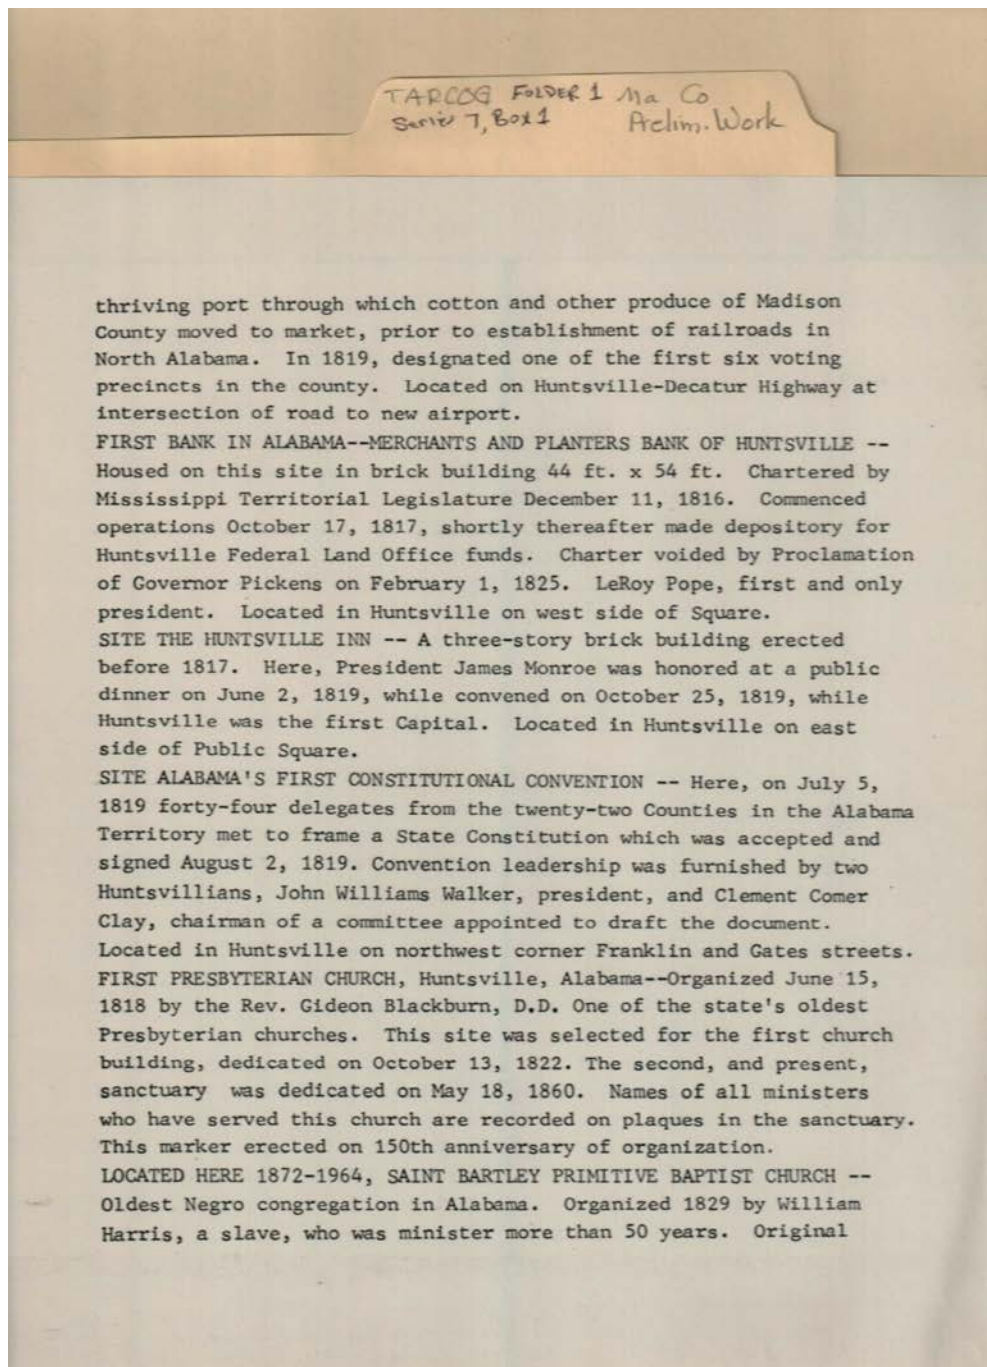 TARCOG FOLDER 1 Ma Co
Series 7, Box 1 Prelim. Work
thriving port through which cotton and other produce of Madison
County moved to market, prior to establishment of railroads in
North Alabama.  In 1819, designated one of the first six voting
precincts in the county.  Located on Huntsville-Decatur Highway at
intersection of road to new airport.
FIRST BANK IN ALABAMA--MERCHANTS AND PLANTERS BANK OF HUNTSVILLE --
Housed on this site in brick building 44 ft. x 54 ft.  Chartered by
Mississippi Territorial Legislature December 11, 1816.  Commenced
operations October 17, 1817, shortly thereafter made depository for
Huntsville Federal Land Office funds.  Charter voided by Proclamation
of Governor Pickens on February 1, 1825.  LeRoy Pope, first and only
president.  Located in Huntsville on west side of Square.
SITE THE HUNTSVILLE INN -- A three-story brick building erected
before 1817.  Here, President James Monroe was honored at a public
dinner on June 2, 1819, while convened on October 25, 1819, while
Huntsville was the first Capital.  Located in Huntsville on east
side of Public Square.
SITE ALABAMA'S FIRST CONSTITUTIONAL CONVENTION -- Here, on July 5,
1819 forty-four delegates from the twenty-two Counties in the Alabama
Territory met to frame a State Constitution which was accepted and
signed August 2, 1819. Convention leadership was furnished by two
Huntsvillians, John Williams Walker, president, and Clement Comer
Clay, chairman of a committee appointed to draft the document.
Located in Huntsville on northwest corner Franklin and Gates streets.
FIRST PRESBYTERIAN CHURCH, Huntsville, Alabama--Organized June 15,
1818 by the Rev. Gideon Blackburn, D.D. One of the state's oldest
Presbyterian churches.  This site was selected for the first church
building, dedicated on October 13, 1822. The second, and present,
sanctuary  was dedicated on May 18, 1860.  Names of all ministers
who have served this church are recorded on plaques in the sanctuary.
This marker erected on 150th anniversary of organization.
LOCATED HERE 1872-1964, SAINT BARTLEY PRIMITIVE BAPTIST CHURCH --
Oldest Negro congregation in Alabama.  Organized 1829 by William
Harris, a slave, who was minister more than 50 years.  Original